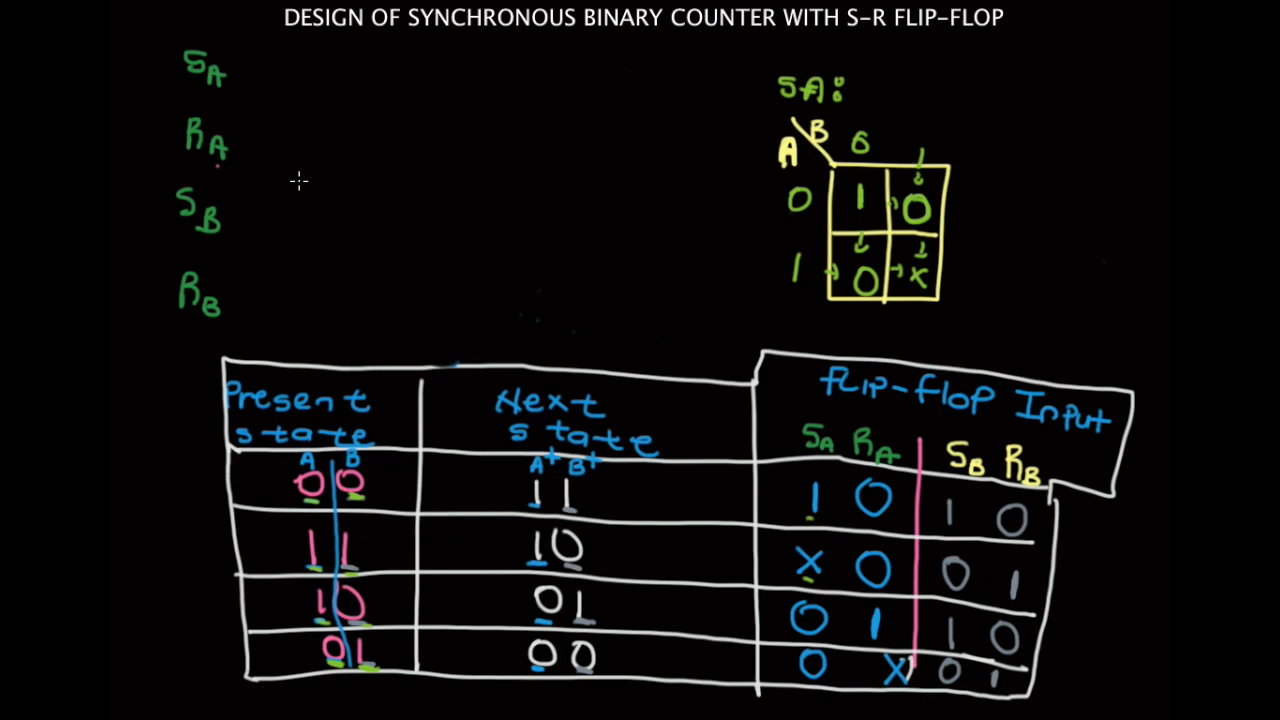 DESIGN OF SYNCHRONOUS BINARY COUNTER WITH S-R FLIP-FLOP
SA
RA
SB
RB
SA:
B
A
0 1
0 1 0
1 0 x
Present state
Next state
FLIP-FLOP Input
A B
A+ B+
SA RA SB RB
0 0 1 1 1 0 1 0
1 1 1 0 X 0 0 1
1 0 0 1 0 1 1 0
0 1 0 0 0 X 0 1